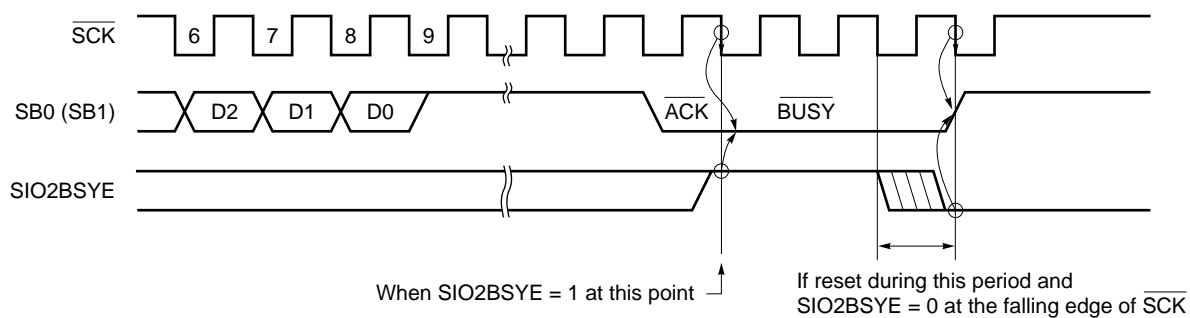 SCK
6 7 8 9
SB0 (SB1)
D2 D1 D0 ACK BUSY
SIO2BSYE
When SIO2BSYE = 1 at this point
If reset during this period and
SIO2BSYE = 0 at the falling edge of SCK